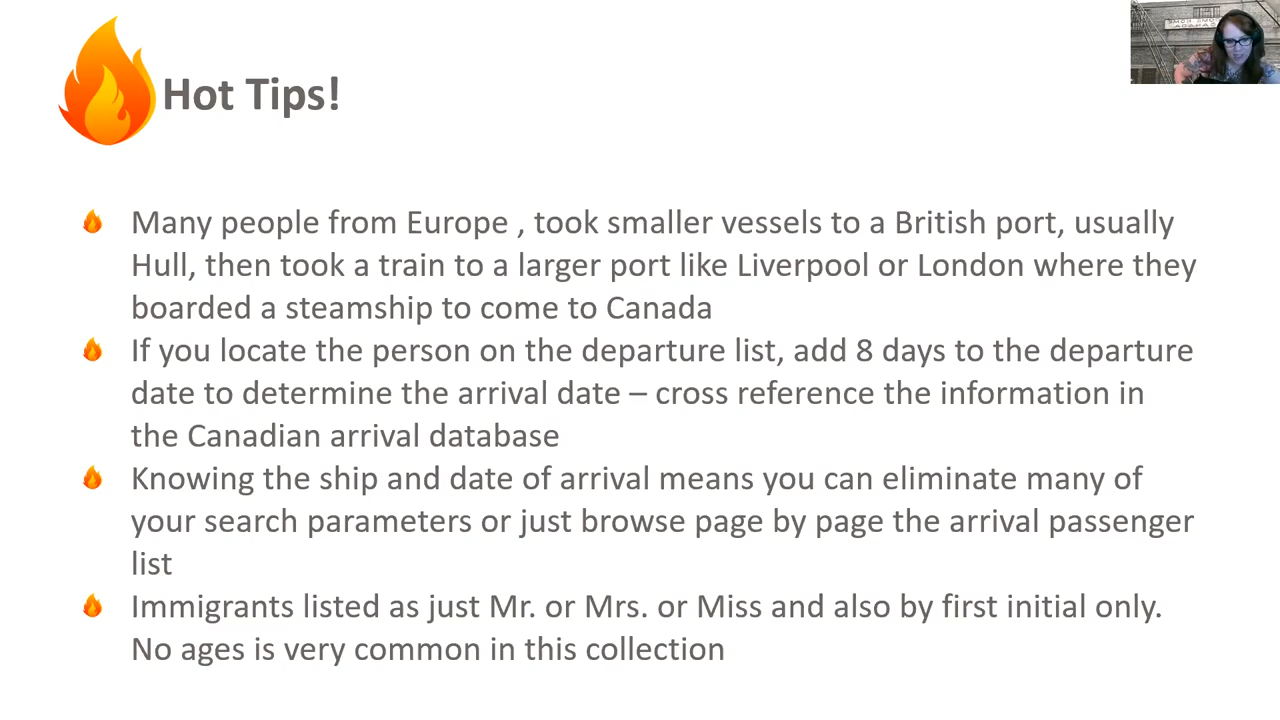 Hot Tips!
Many people from Europe , took smaller vessels to a British port, usually
Hull, then took a train to a larger port like Liverpool or London where they
boarded a steamship to come to Canada
If you locate the person on the departure list, add 8 days to the departure
date to determine the arrival date – cross reference the information in
the Canadian arrival database
Knowing the ship and date of arrival means you can eliminate many of
your search parameters or just browse page by page the arrival passenger
list
Immigrants listed as just Mr. or Mrs. or Miss and also by first initial only.
No ages is very common in this collection